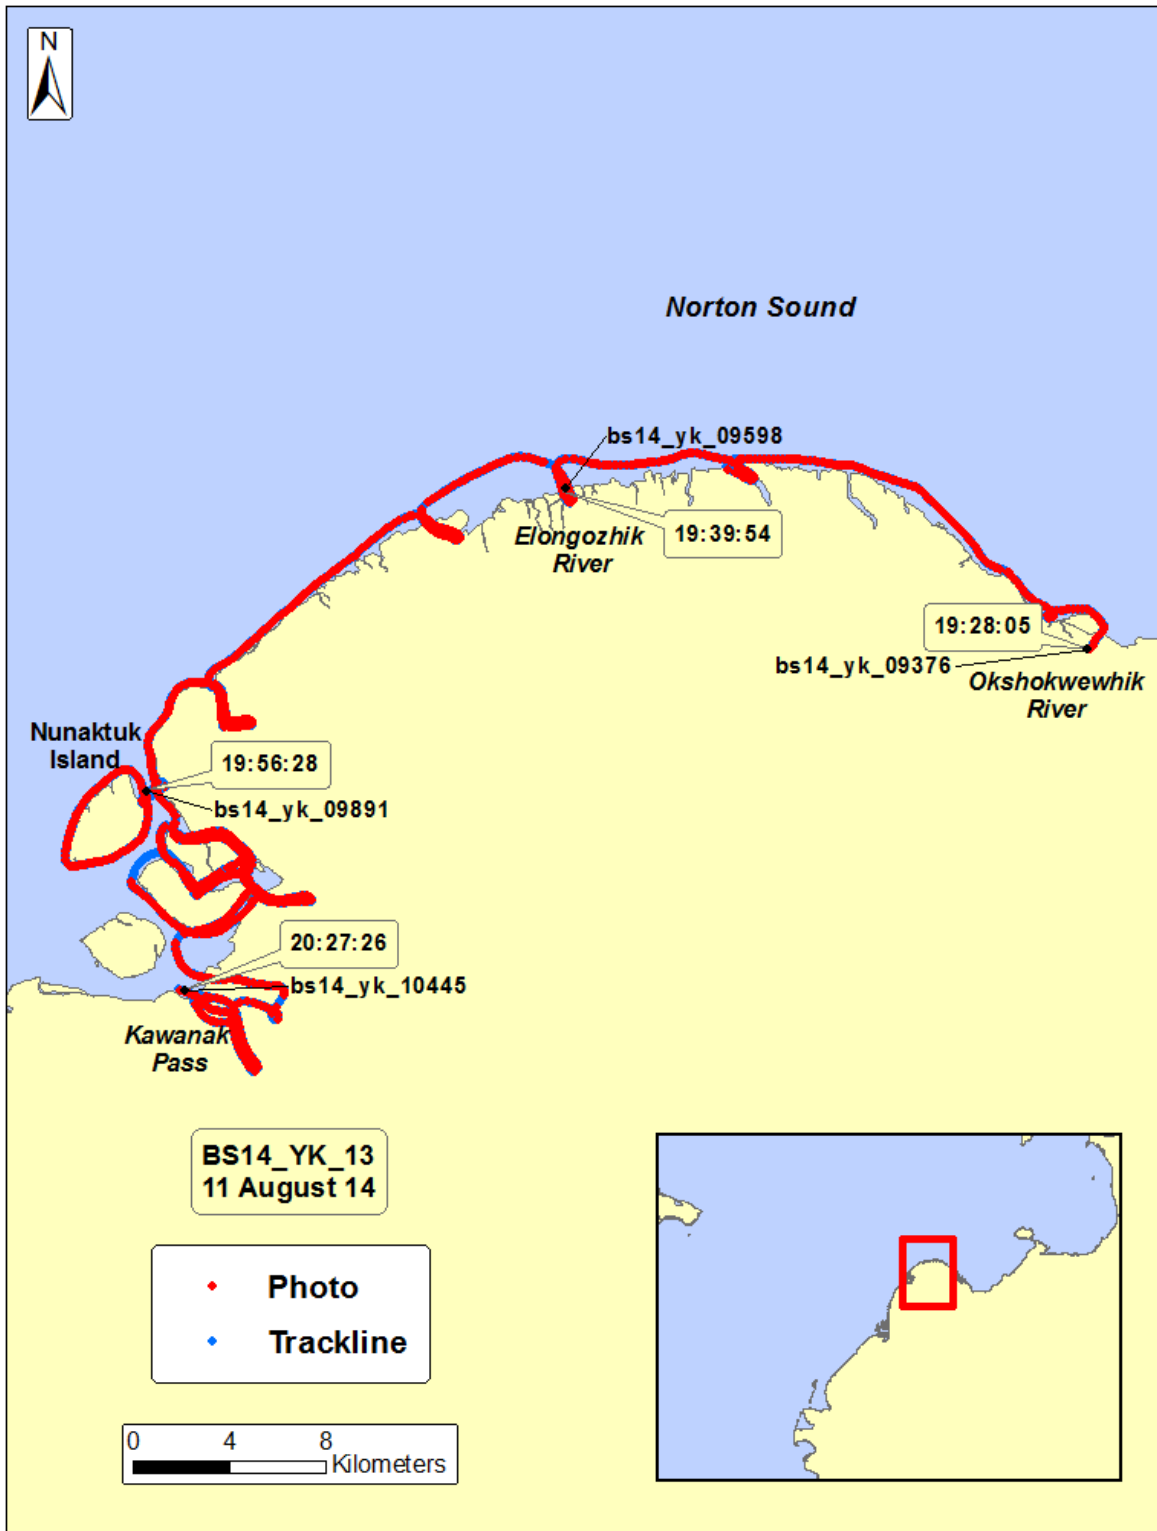 N
Norton Sound
bs14_yk_09598
19:39:54
Elongozhik
River
19:28:05
bs14_yk_09376
Okshokwewhik
River
Nunaktuk
Island
19:56:28
bs14_yk_09891
20:27:26
bs14_yk_10445
Kawanak
Pass
BS14_YK_13
11 August 14
Photo
Trackline
0 4 8
Kilometers